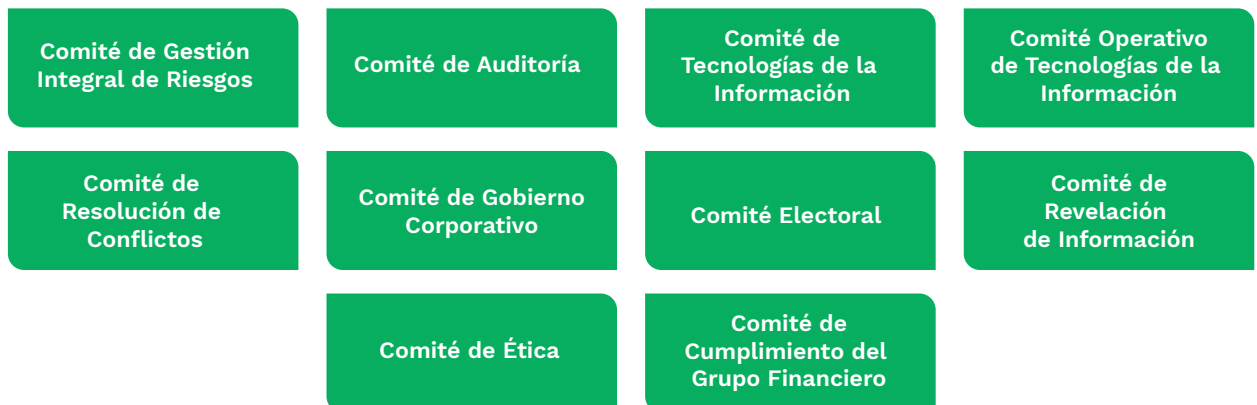 Comité de Gestión
Integral de Riesgos
Comité de Auditoría
Comité de
Tecnologías de la
Información
Comité Operativo
de Tecnologías de la
Información
Comité de
Resolución de
Conflictos
Comité de Gobierno
Corporativo
Comité Electoral
Comité de
Revelación
de Información
Comité de Ética
Comité de
Cumplimiento del
Grupo Financiero